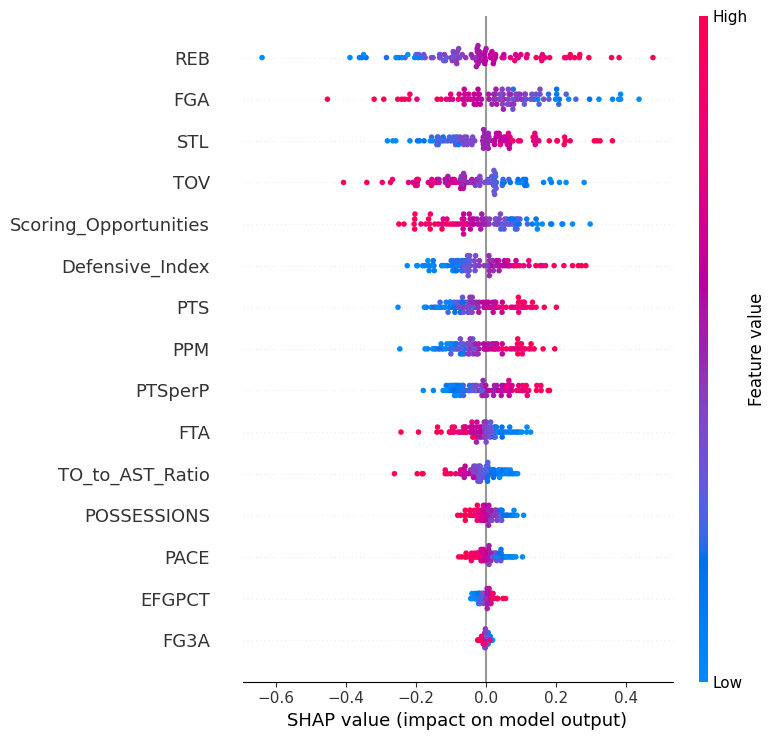 High
REB
FGA
STL
TOV
Scoring_Opportunities
Defensive_Index
PTS
PPM
PTSperP
FTA
TO_to_AST_Ratio
POSSESSIONS
PACE
EFGPCT
FG3A
Feature value
Low
−0.6 −0.4 −0.2 0.0 0.2 0.4
SHAP value (impact on model output)